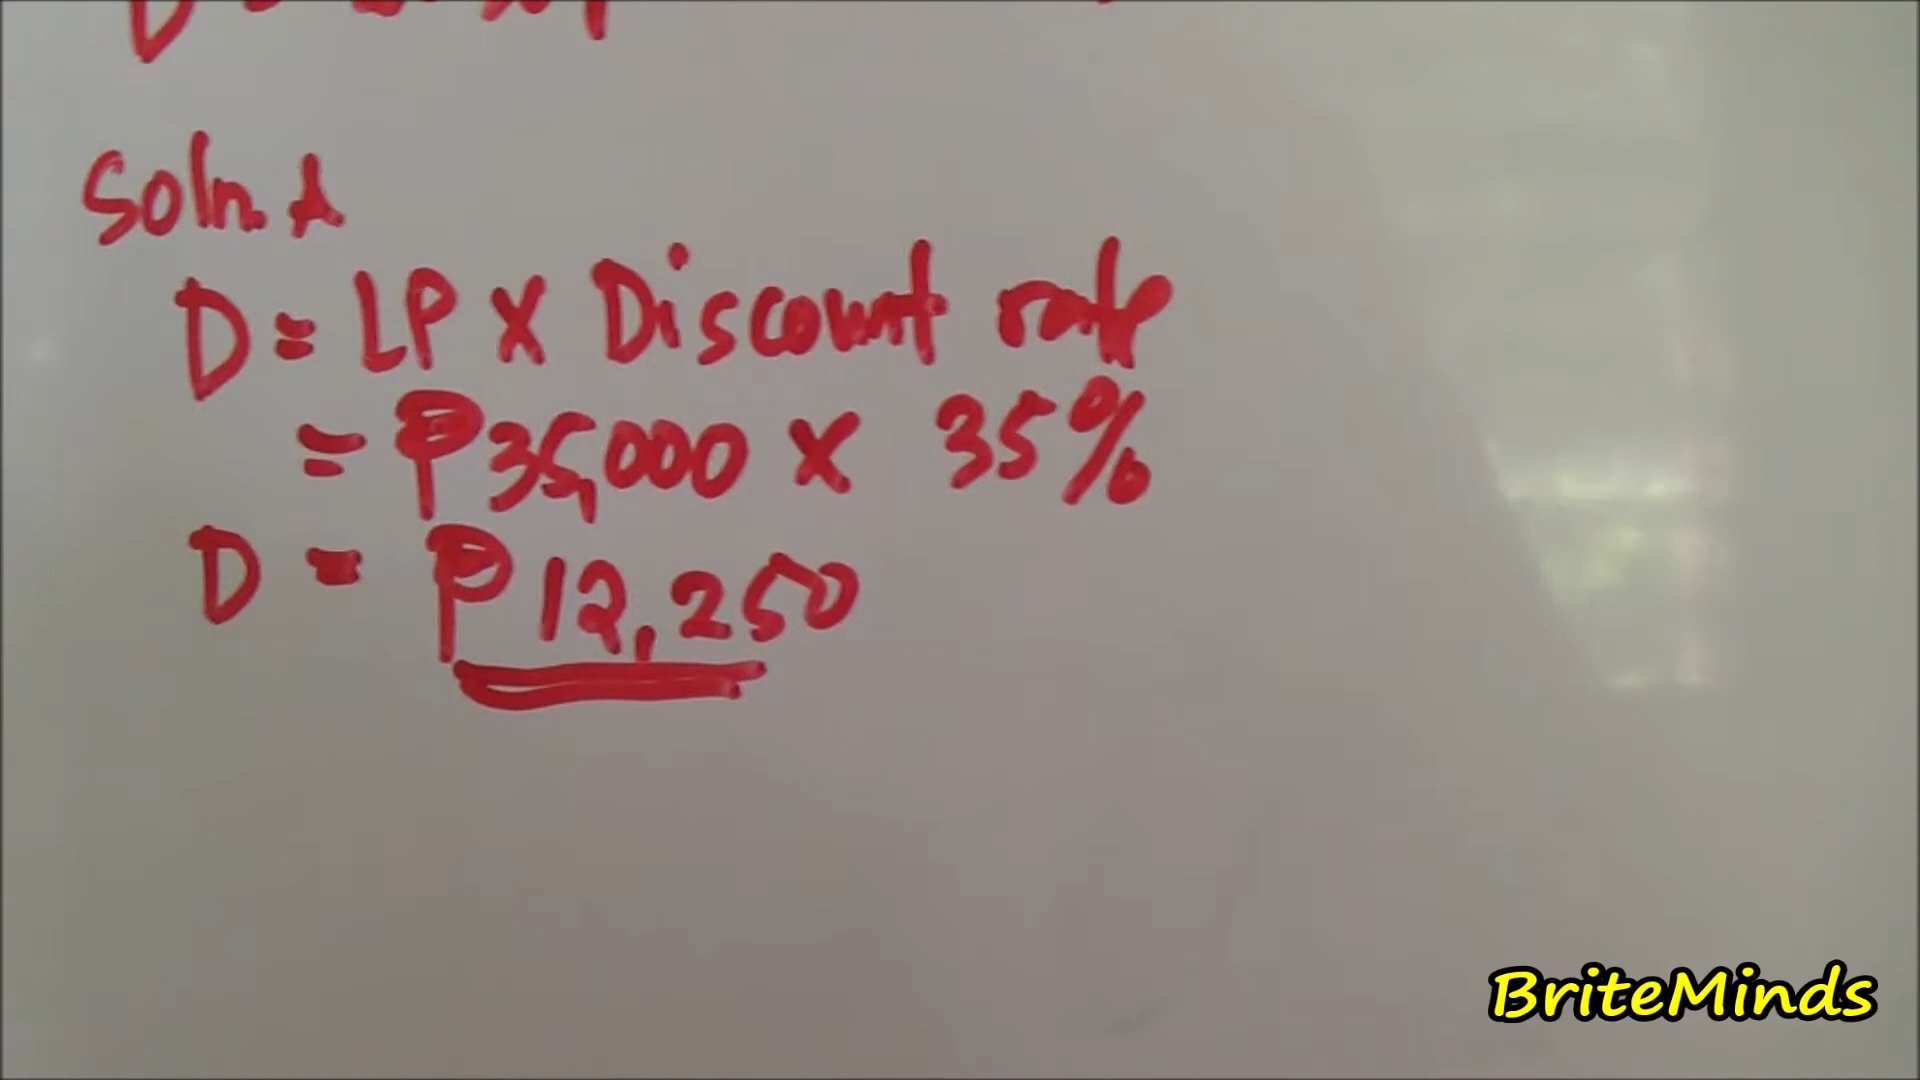 Soln. A
D = LP x Discount rate
= ₱35,000 x 35%
D = ₱12,250
BriteMinds